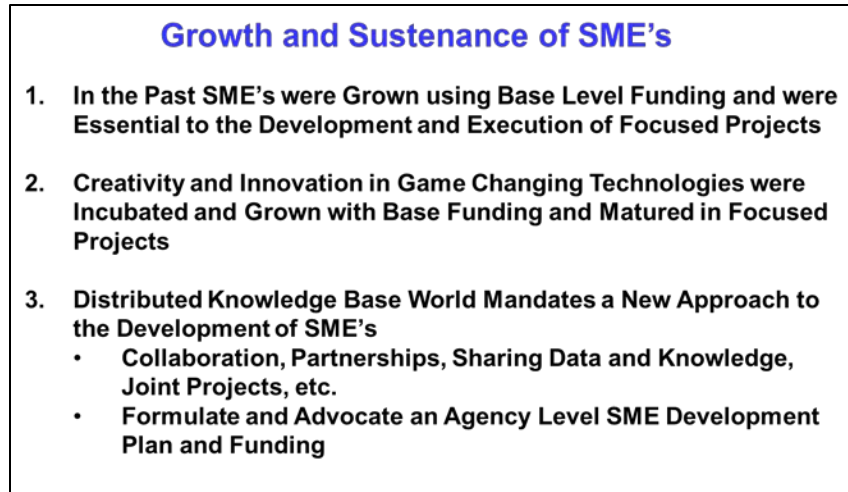 Growth and Sustenance of SME's
1. In the Past SME's were Grown using Base Level Funding and were
Essential to the Development and Execution of Focused Projects
2. Creativity and Innovation in Game Changing Technologies were
Incubated and Grown with Base Funding and Matured in Focused
Projects
3. Distributed Knowledge Base World Mandates a New Approach to
the Development of SME's
• Collaboration, Partnerships, Sharing Data and Knowledge,
Joint Projects, etc.
• Formulate and Advocate an Agency Level SME Development
Plan and Funding